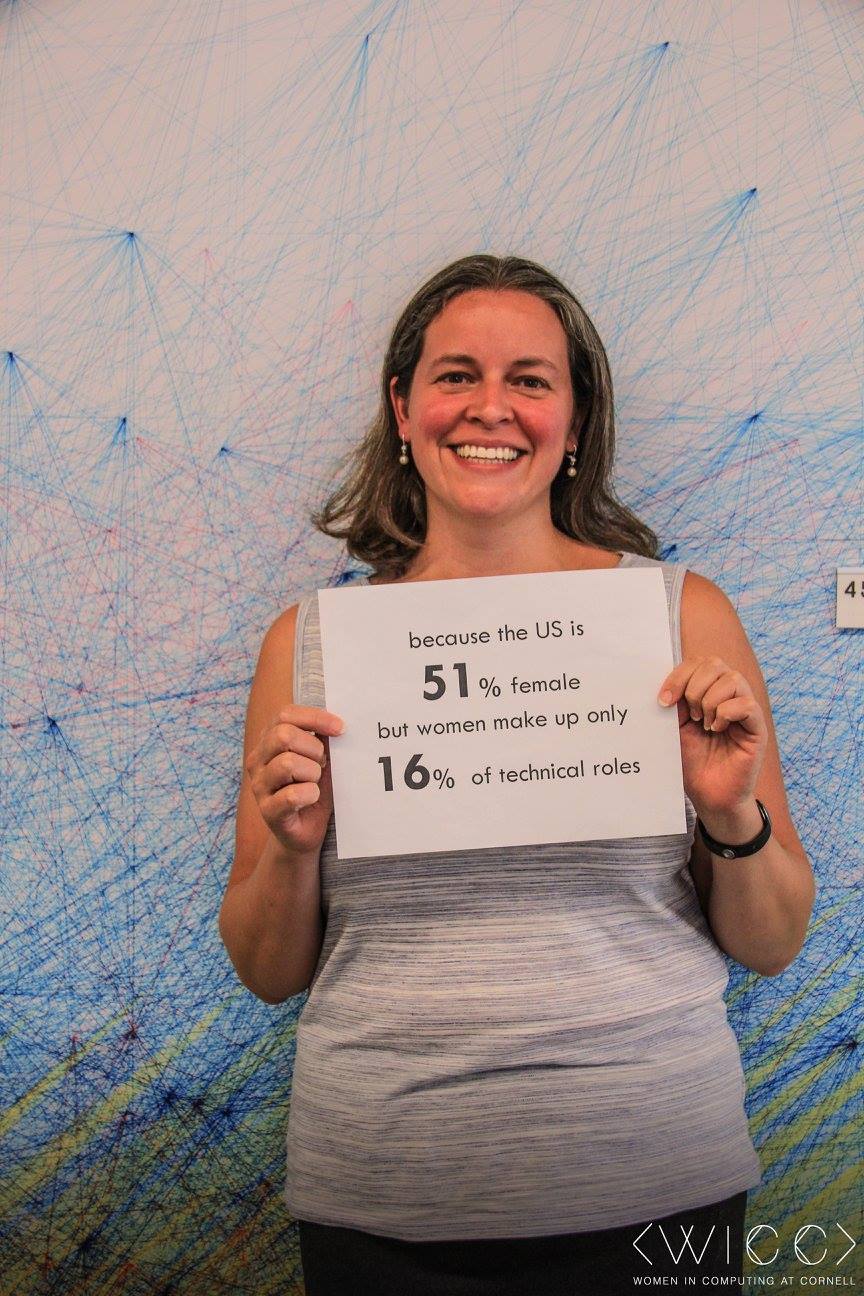 because the US is
51% female
but women make up only
16% of technical roles
45
<WICC>
WOMEN IN COMPUTING AT CORNELL